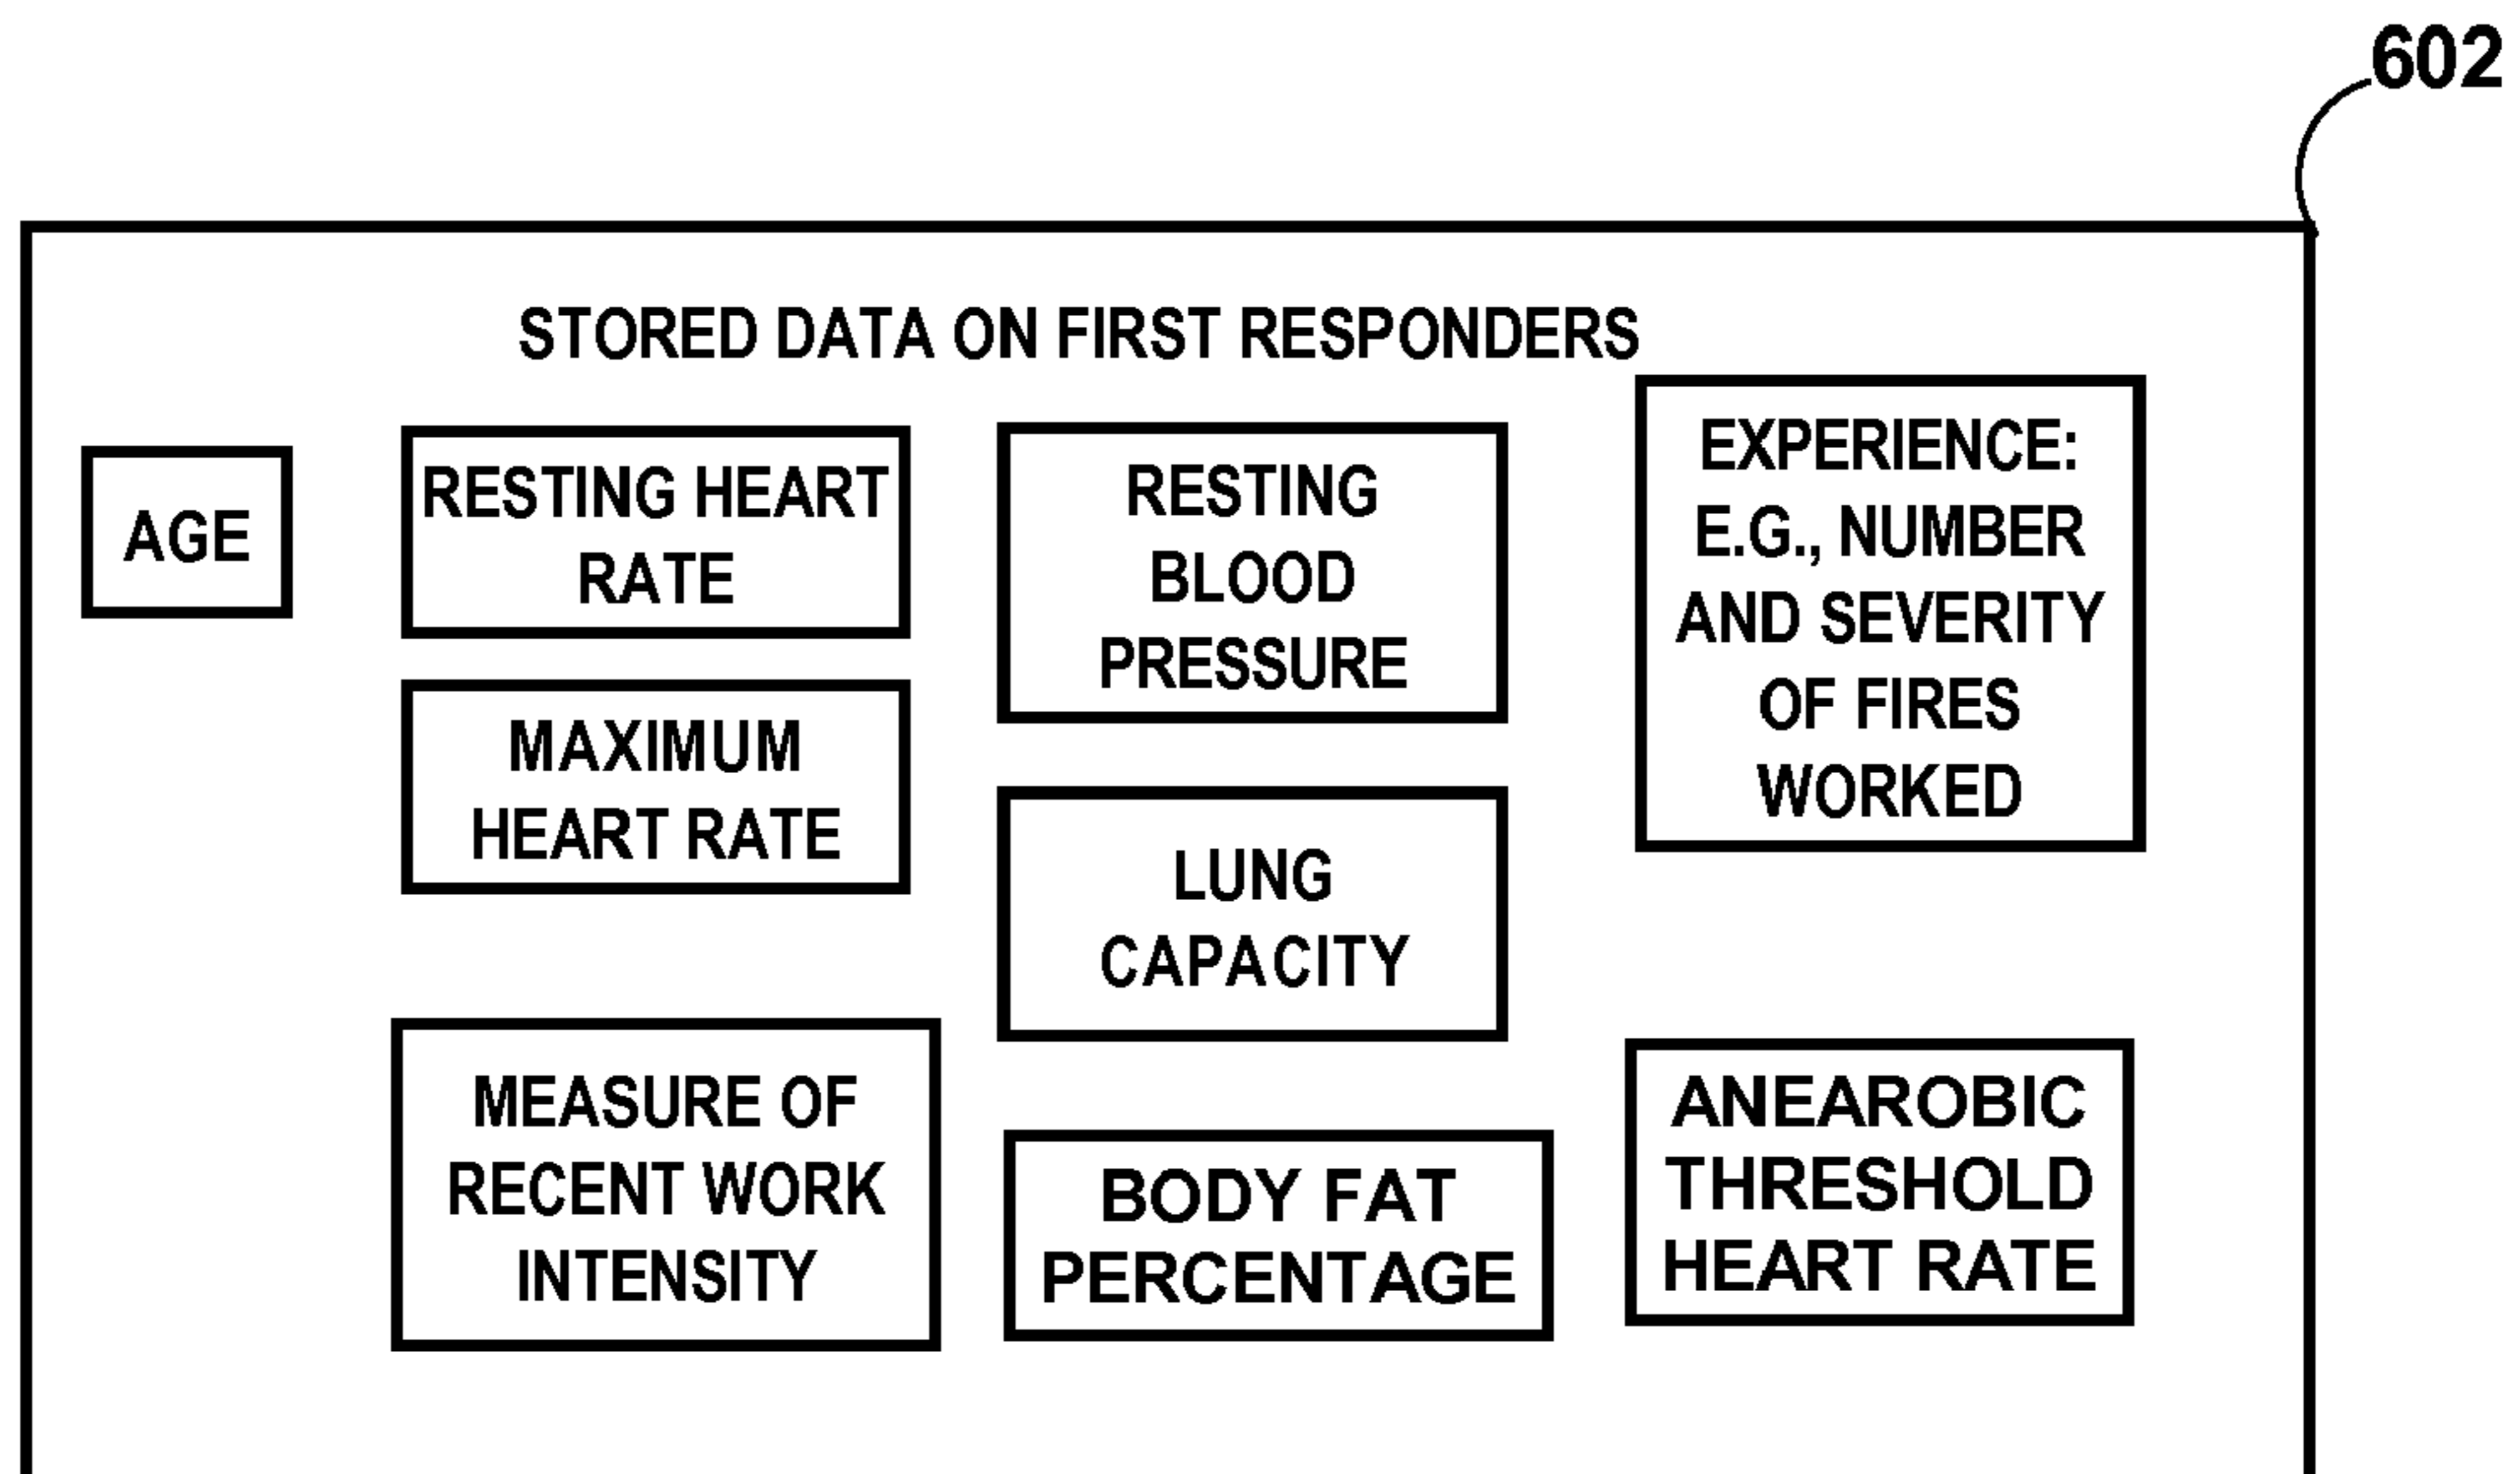 602
STORED DATA ON FIRST RESPONDERS
AGE
RESTING HEART
RATE
RESTING
BLOOD
PRESSURE
EXPERIENCE:
E.G., NUMBER
AND SEVERITY
OF FIRES
WORKED
MAXIMUM
HEART RATE
LUNG
CAPACITY
MEASURE OF
RECENT WORK
INTENSITY
BODY FAT
PERCENTAGE
ANEAROBIC
THRESHOLD
HEART RATE